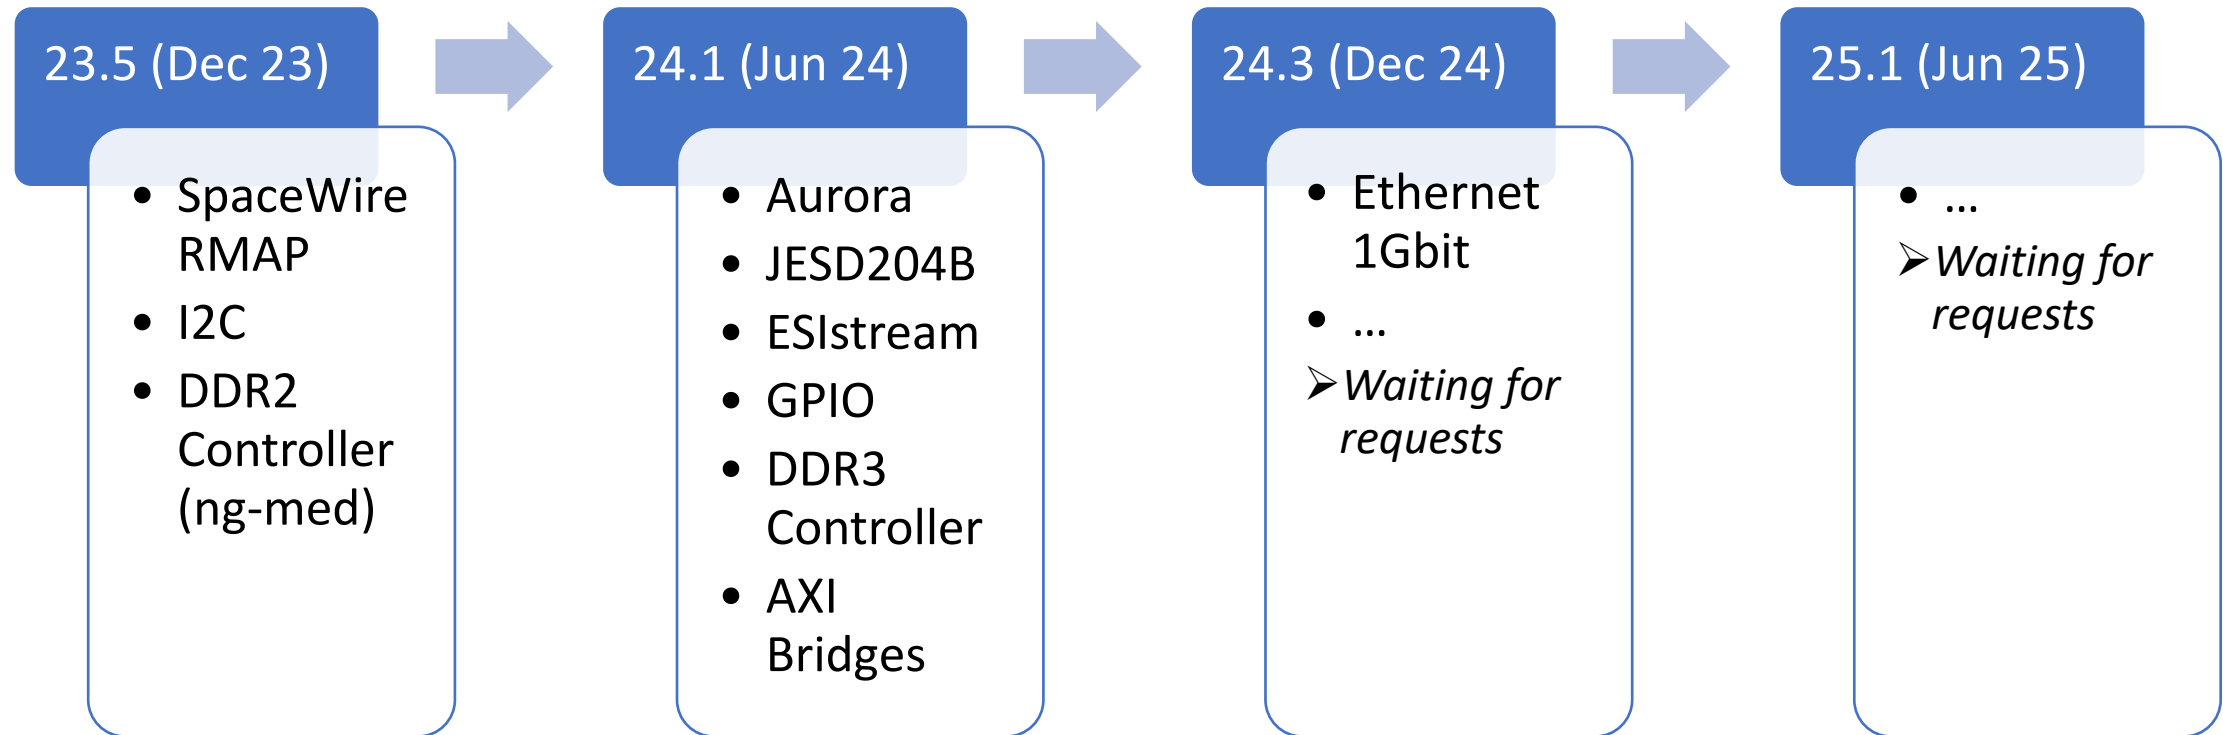 23.5 (Dec 23)
• SpaceWire
RMAP
• I2C
• DDR2
Controller
(ng-med)
24.1 (Jun 24)
• Aurora
• JESD204B
• ESIstream
• GPIO
• DDR3
Controller
• AXI
Bridges
24.3 (Dec 24)
• Ethernet
1Gbit
• ...
➢ Waiting for
requests
25.1 (Jun 25)
• ...
➢ Waiting for
requests